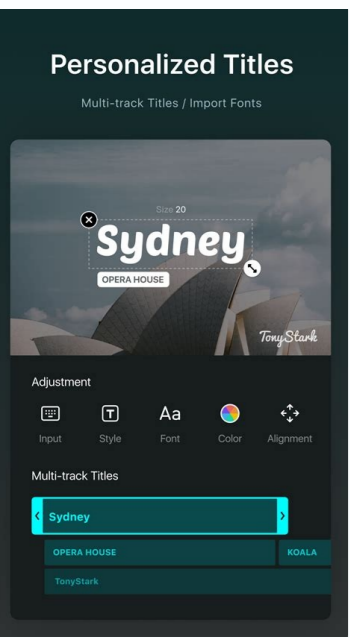 Personalized Titles
Multi-track Titles / Import Fonts
Size 20
Sydney
OPERA HOUSE
TonyStark
Adjustment
T
Aa
Input
Style
Font
Color
Alignment
Multi-track Titles
Sydney
OPERA HOUSE
KOALA
TonyStark